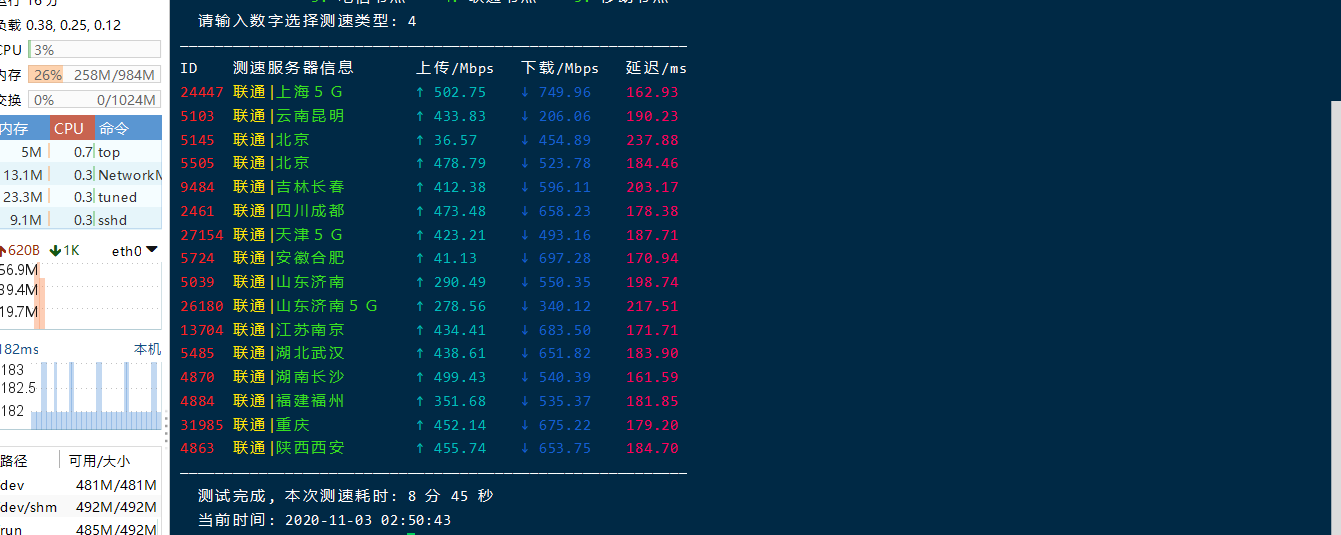 运行 16 分
负载 0.38, 0.25, 0.12
CPU 3%
内存 26% 258M/984M
交换 0% 0/1024M
内存 CPU 命令
5M 0.7 top
13.1M 0.3 NetworkM
23.3M 0.3 tuned
9.1M 0.3 sshd
620B 1K eth0
56.9M
39.4M
19.7M
182ms 本机
183
182.5
182
路径 可用/大小
dev 481M/481M
dev/shm 492M/492M
run 485M/492M
请输入数字选择测速类型: 4
ID 测速服务器信息 上传/Mbps 下载/Mbps 延迟/ms
24447 联通|上海５Ｇ ↑ 502.75 ↓ 749.96 162.93
5103 联通|云南昆明 ↑ 433.83 ↓ 206.06 190.23
5145 联通|北京 ↑ 36.57 ↓ 454.89 237.88
5505 联通|北京 ↑ 478.79 ↓ 523.78 184.46
9484 联通|吉林长春 ↑ 412.38 ↓ 596.11 203.17
2461 联通|四川成都 ↑ 473.48 ↓ 658.23 178.38
27154 联通|天津５Ｇ ↑ 423.21 ↓ 493.16 187.71
5724 联通|安徽合肥 ↑ 41.13 ↓ 697.28 170.94
5039 联通|山东济南 ↑ 290.49 ↓ 550.35 198.74
26180 联通|山东济南５Ｇ ↑ 278.56 ↓ 340.12 217.51
13704 联通|江苏南京 ↑ 434.41 ↓ 683.50 171.71
5485 联通|湖北武汉 ↑ 438.61 ↓ 651.82 183.90
4870 联通|湖南长沙 ↑ 499.43 ↓ 540.39 161.59
4884 联通|福建福州 ↑ 351.68 ↓ 535.37 181.85
31985 联通|重庆 ↑ 452.14 ↓ 675.22 179.20
4863 联通|陕西西安 ↑ 455.74 ↓ 653.75 184.70
测试完成, 本次测速耗时: 8 分 45 秒
当前时间: 2020-11-03 02:50:43